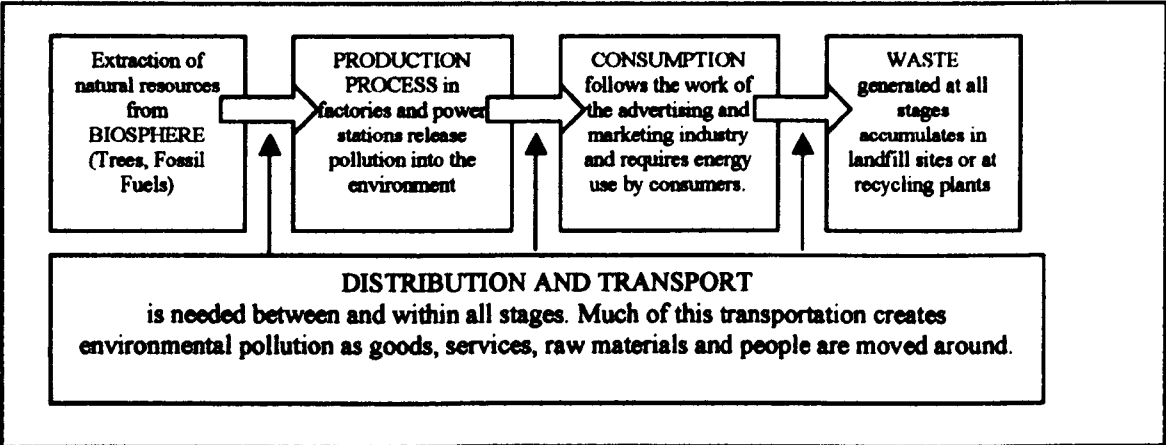 Extraction of
natural resources
from
BIOSPHERE
(Trees, Fossil
Fuels)
PRODUCTION
PROCESS in
factories and power
stations release
pollution into the
environment
CONSUMPTION
follows the work of
the advertising and
marketing industry
and requires energy
use by consumers.
WASTE
generated at all
stages
accumulates in
landfill sites or at
recycling plants
DISTRIBUTION AND TRANSPORT
is needed between and within all stages. Much of this transportation creates
environmental pollution as goods, services, raw materials and people are moved around.